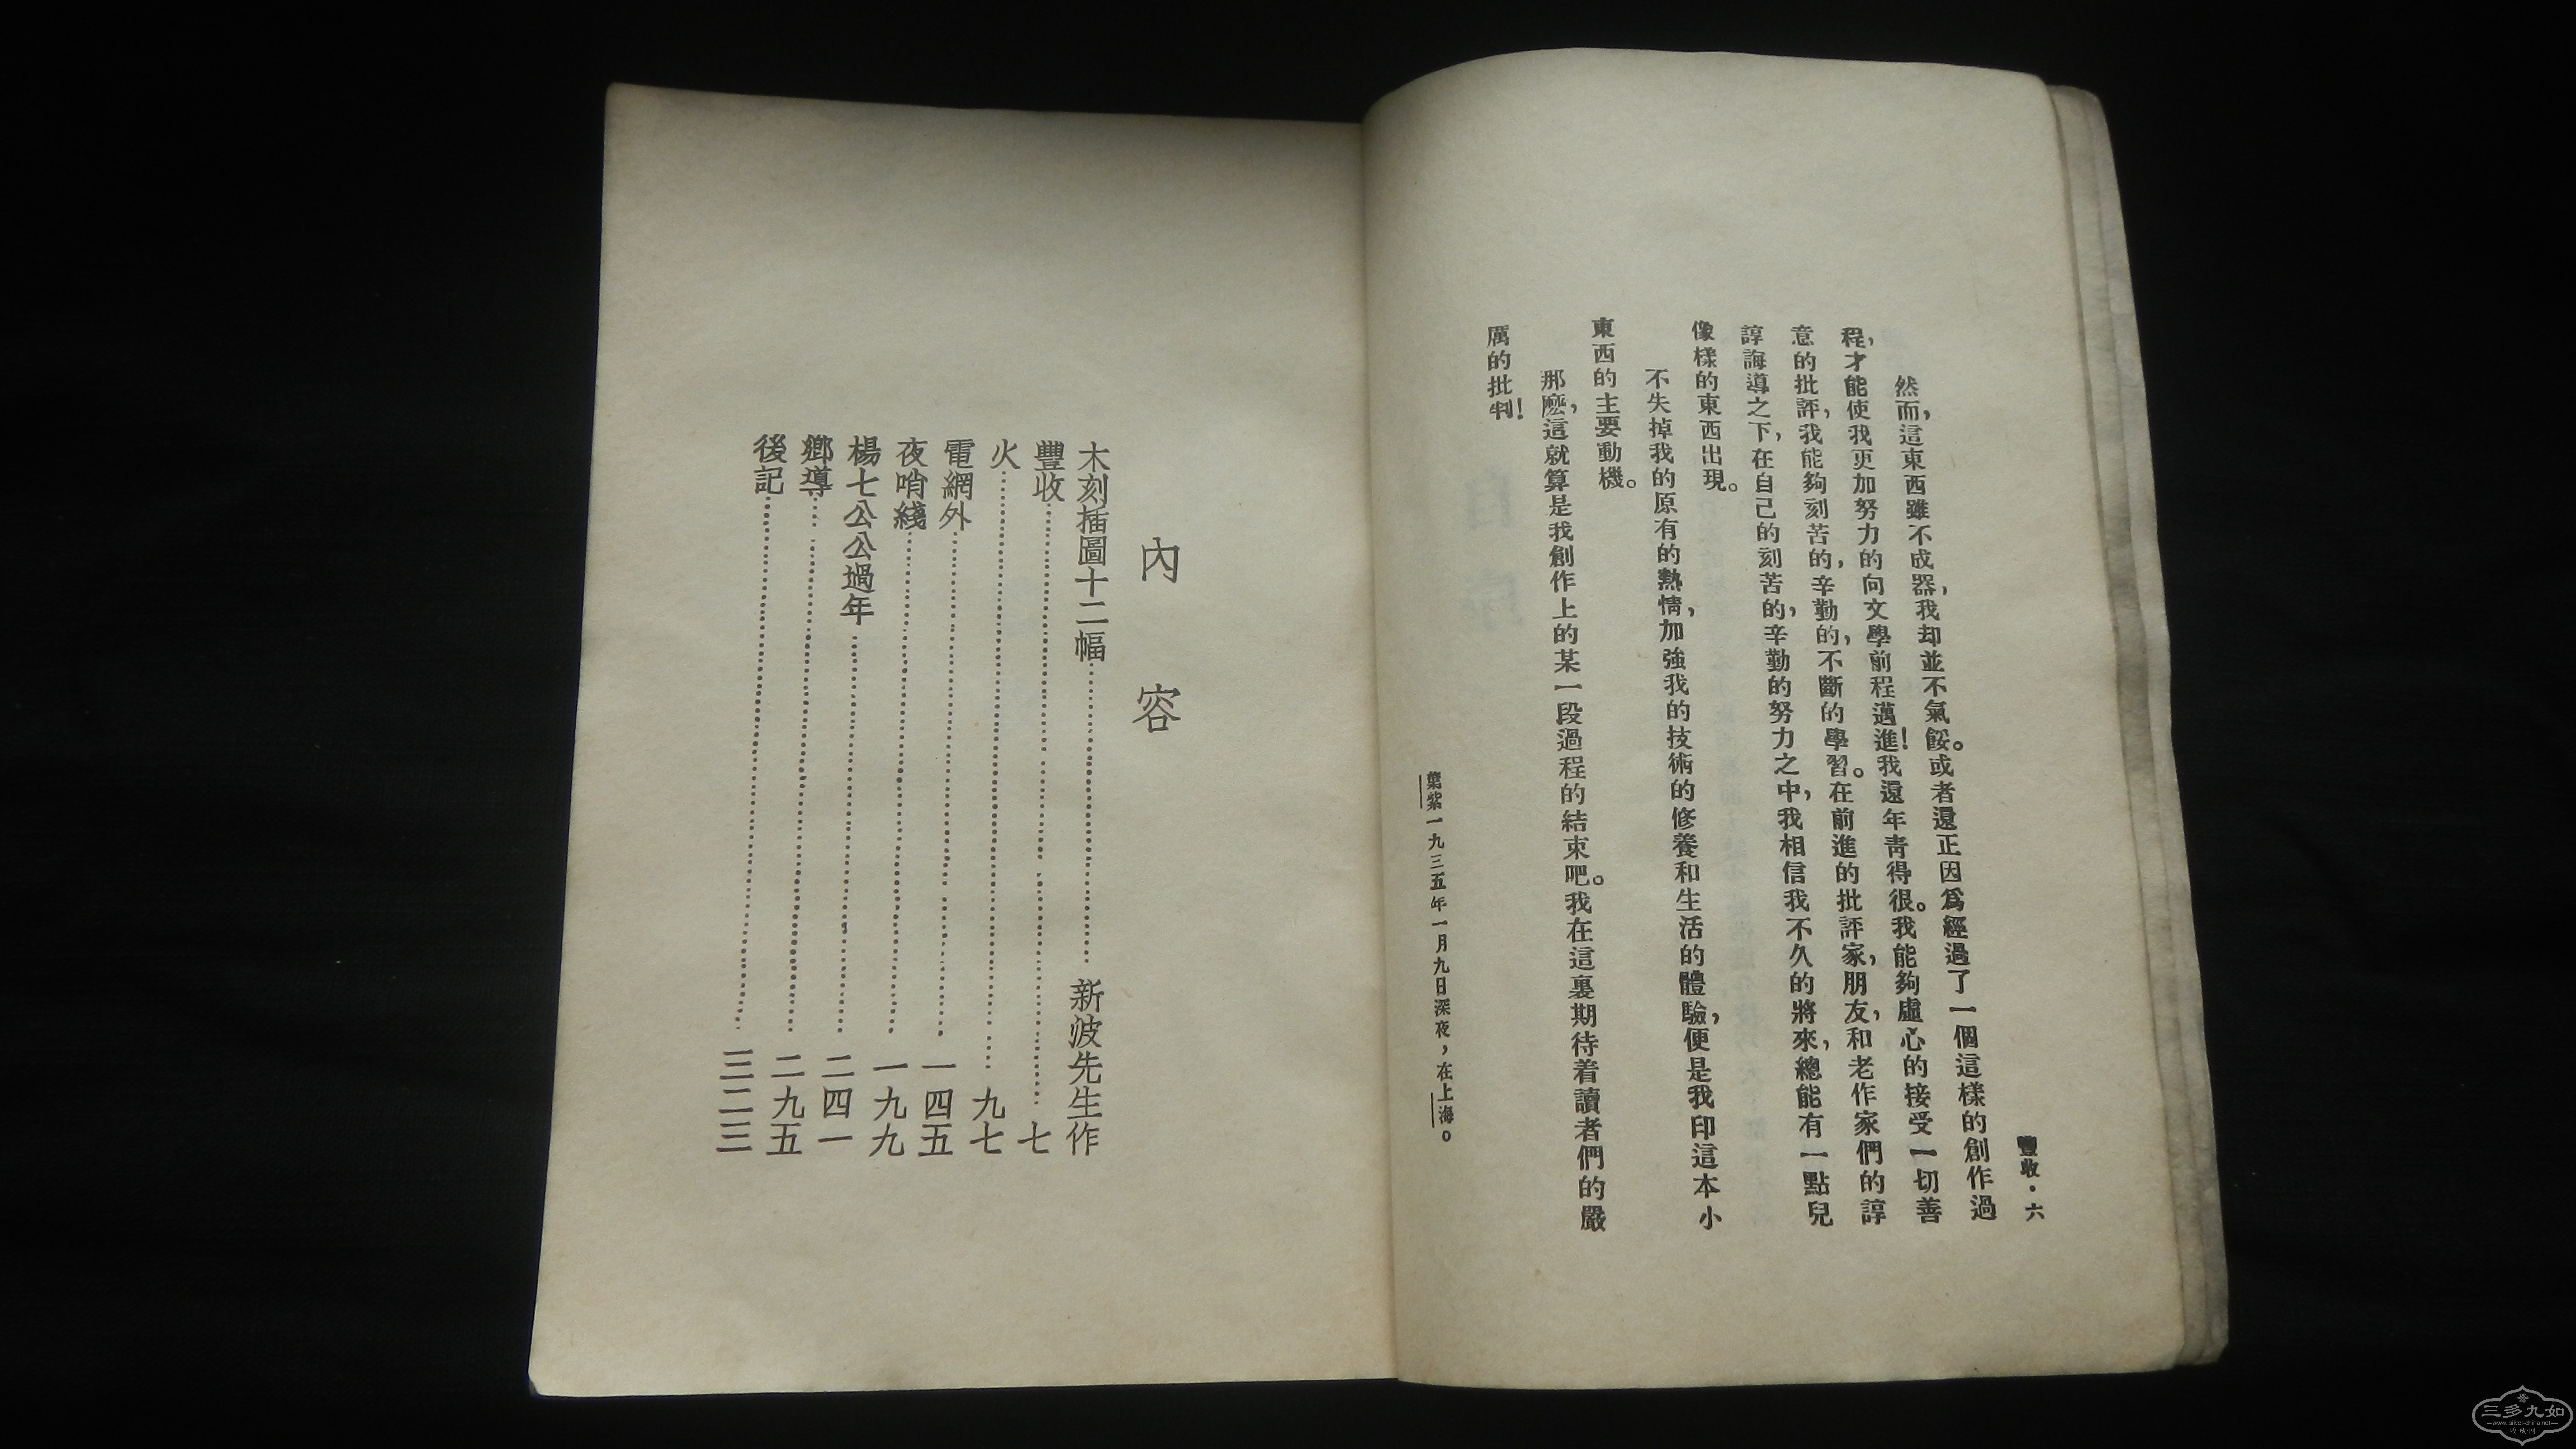 豐收·六
然而，這東西雖不成器，我却並不氣餒。或者還正因爲經過了一個這樣的創作過
程，才能使我更加努力的向文學前程邁進！我還年靑得很。我能夠虛心的接受一切善
意的批評，我能夠刻苦的，辛勤的，不斷的學習。在前進的批評家，朋友，和老作家們的諄
諄誨導之下，在自己的刻苦的，辛勤的努力之中，我相信我不久的將來，總能有一點兒
像樣的東西出現。
不失掉我的原有的熱情，加強我的技術的修養和生活的體驗，便是我印這本小
東西的主要動機。
那麽，這就算是我創作上的某一段過程的結束吧。我在這裏期待着讀者們的嚴
厲的批判！
葉紫一九三五年一月九日深夜，在上海。
內容
木刻插圖十二幅……新波先生作
豐收……七
火……九七
電網外……一四五
夜哨綫……一九九
楊七公公過年……二四一
鄉導……二九五
後記……三二三
三多九如
www.silver-china.net